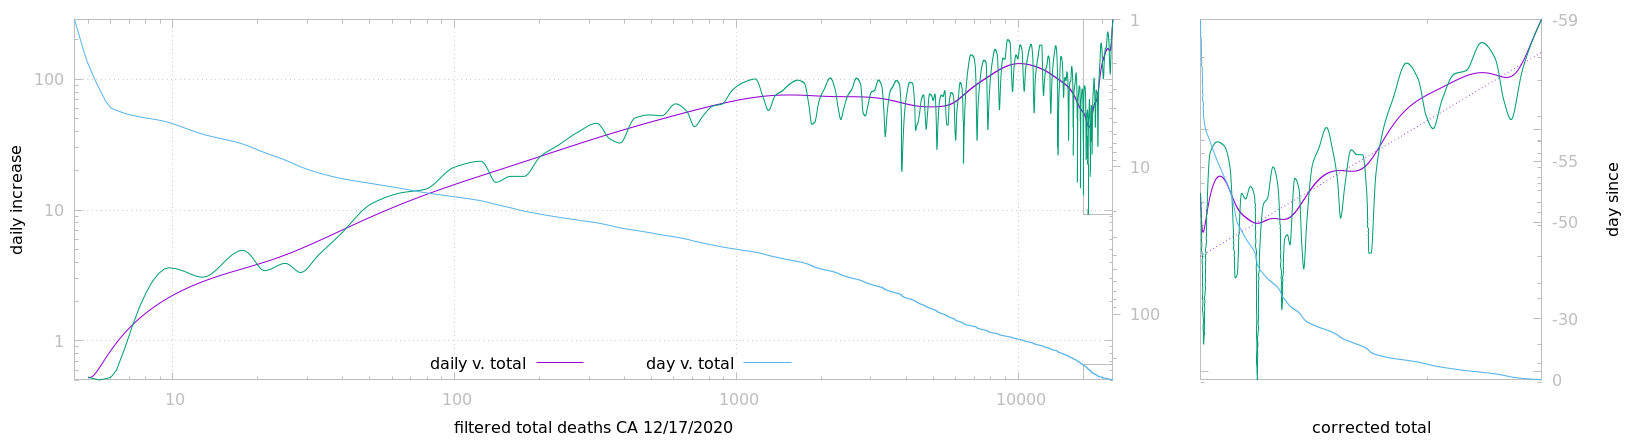 daily increase
100
10
1
10
100
1000
10000
1
10
100
daily v. total
day v. total
filtered total deaths CA 12/17/2020
-59
-55
-50
-30
0
day since
corrected total